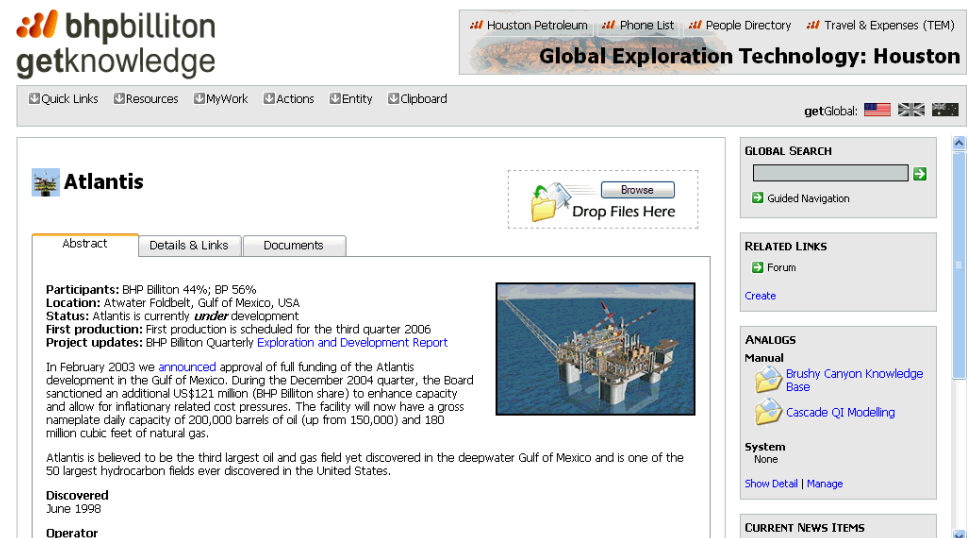 bhpbilliton
getknowledge
Houston Petroleum Phone List People Directory Travel & Expenses (TEM)
Global Exploration Technology: Houston
Quick Links Resources MyWork Actions Entity Clipboard
getGlobal:
Atlantis
Browse
Drop Files Here
Abstract Details & Links Documents
Participants: BHP Billiton 44%; BP 56%
Location: Atwater Foldbelt, Gulf of Mexico, USA
Status: Atlantis is currently under development
First production: First production is scheduled for the third quarter 2006
Project updates: BHP Billiton Quarterly Exploration and Development Report
In February 2003 we announced approval of full funding of the Atlantis
development in the Gulf of Mexico. During the December 2004 quarter, the Board
sanctioned an additional US$121 million (BHP Billiton share) to enhance capacity
and allow for inflationary related cost pressures. The facility will now have a gross
nameplate daily capacity of 200,000 barrels of oil (up from 150,000) and 180
million cubic feet of natural gas.
Atlantis is believed to be the third largest oil and gas field yet discovered in the deepwater Gulf of Mexico and is one of the
50 largest hydrocarbon fields ever discovered in the United States.
Discovered
June 1998
Operator
GLOBAL SEARCH
Guided Navigation
RELATED LINKS
Forum
Create
ANALOGS
Manual
Brushy Canyon Knowledge
Base
Cascade QI Modelling
System
None
Show Detail | Manage
CURRENT NEWS ITEMS